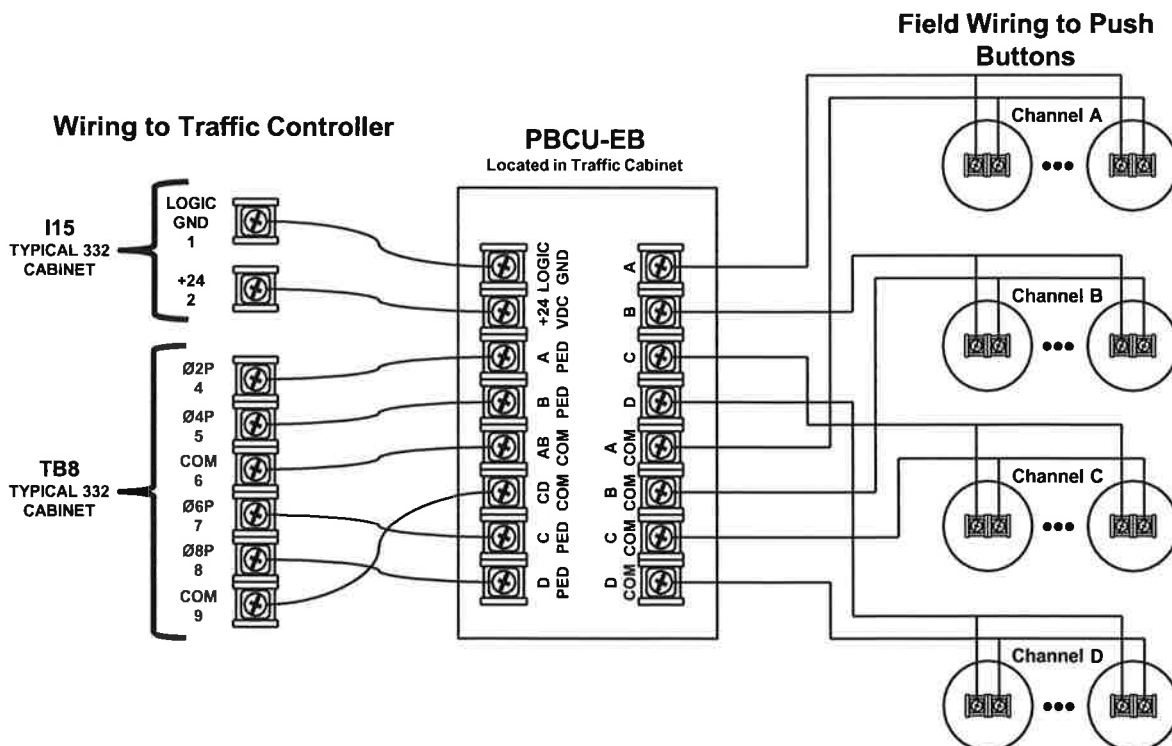 Field Wiring to Push
Buttons
Wiring to Traffic Controller
PBCU-EB
Located in Traffic Cabinet
I15
TYPICAL 332
CABINET
LOGIC
GND
1
+24
2
TB8
TYPICAL 332
CABINET
Ø2P
4
Ø4P
5
COM
6
Ø6P
7
Ø8P
8
COM
9
LOGIC
GND
+24
VDC
A
PED
B
PED
AB
COM
CD
COM
C
PED
D
PED
A
B
C
D
A
COM
B
COM
C
COM
D
COM
Channel A
•••
Channel B
•••
Channel C
•••
Channel D
•••